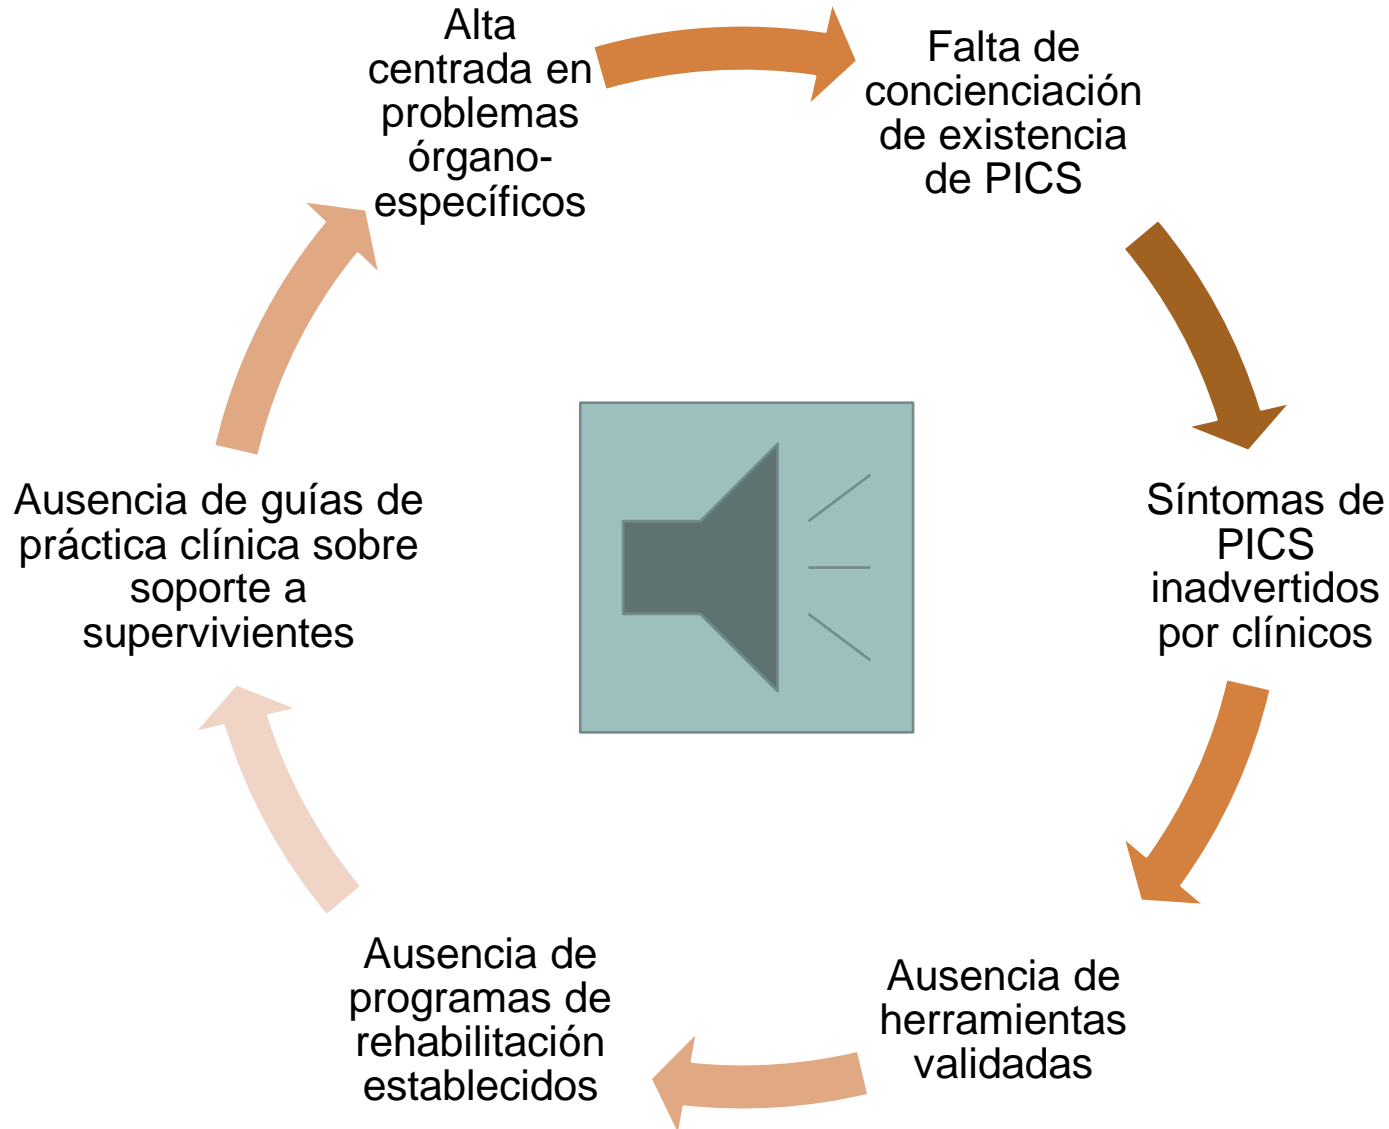 Alta
centrada en
problemas
órgano-
específicos
Falta de
concienciación
de existencia
de PICS
Síntomas de
PICS
inadvertidos
por clínicos
Ausencia de
herramientas
validadas
Ausencia de
programas de
rehabilitación
establecidos
Ausencia de guías de
práctica clínica sobre
soporte a
supervivientes